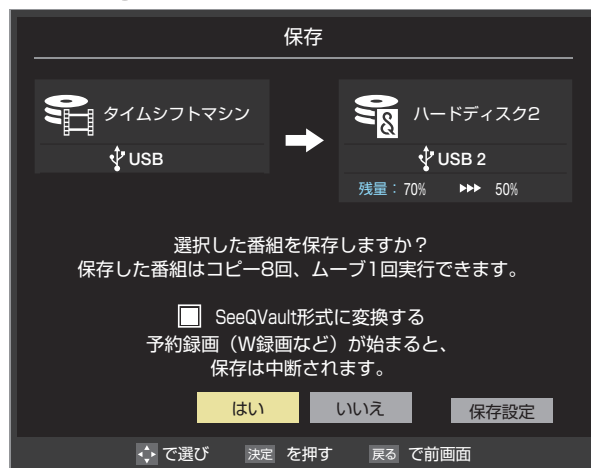 保存
タイムシフトマシン
USB
ハードディスク2
USB 2
残量：70% ▸▸▸ 50%
選択した番組を保存しますか？
保存した番組はコピー8回、ムーブ1回実行できます。
SeeQVault形式に変換する
予約録画（W録画など）が始まると、
保存は中断されます。
はい いいえ 保存設定
で選び 決定 を押す 戻る で前画面